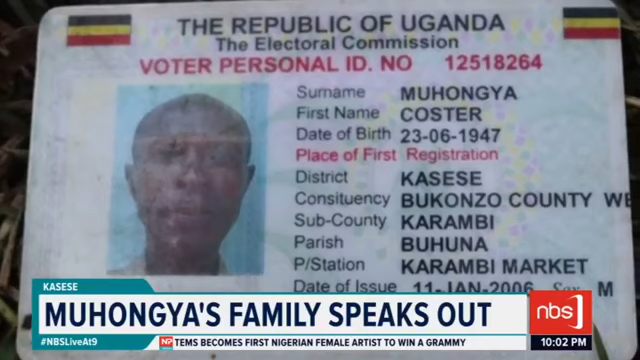 THE REPUBLIC OF UGANDA
The Electoral Commission
VOTER PERSONAL ID. NO 12518264
Surname MUHONGYA
First Name COSTER
Date of Birth 23-06-1947
Place of First Registration
District KASESE
Consituency BUKONZO COUNTY WE
Sub-County KARAMBI
Parish BUHUNA
P/Station KARAMBI MARKET
Date of Issue 11-JAN-2006 Sex M
KASESE
MUHONGYA'S FAMILY SPEAKS OUT
nbs
#NBSLiveAt9
TEMS BECOMES FIRST NIGERIAN FEMALE ARTIST TO WIN A GRAMMY
10:02 PM